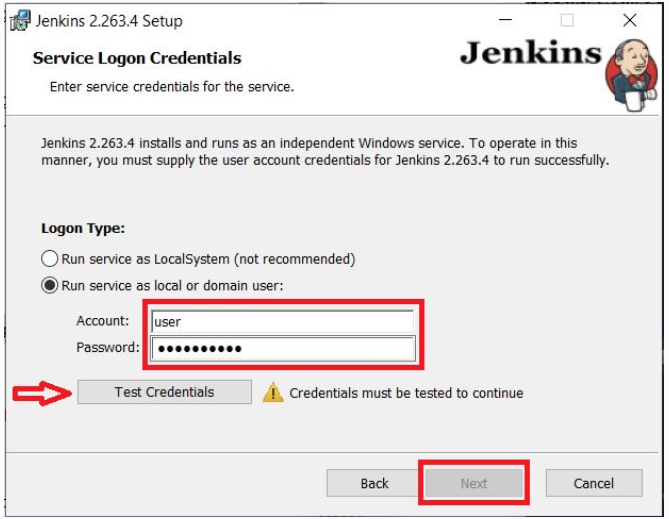 Jenkins 2.263.4 Setup
Service Logon Credentials
Jenkins
Enter service credentials for the service.
Jenkins 2.263.4 installs and runs as an independent Windows service. To operate in this
manner, you must supply the user account credentials for Jenkins 2.263.4 to run successfully.
Logon Type:
Run service as LocalSystem (not recommended)
Run service as local or domain user:
Account: user
Password: ●●●●●●●●●●
Test Credentials Credentials must be tested to continue
Back Next Cancel